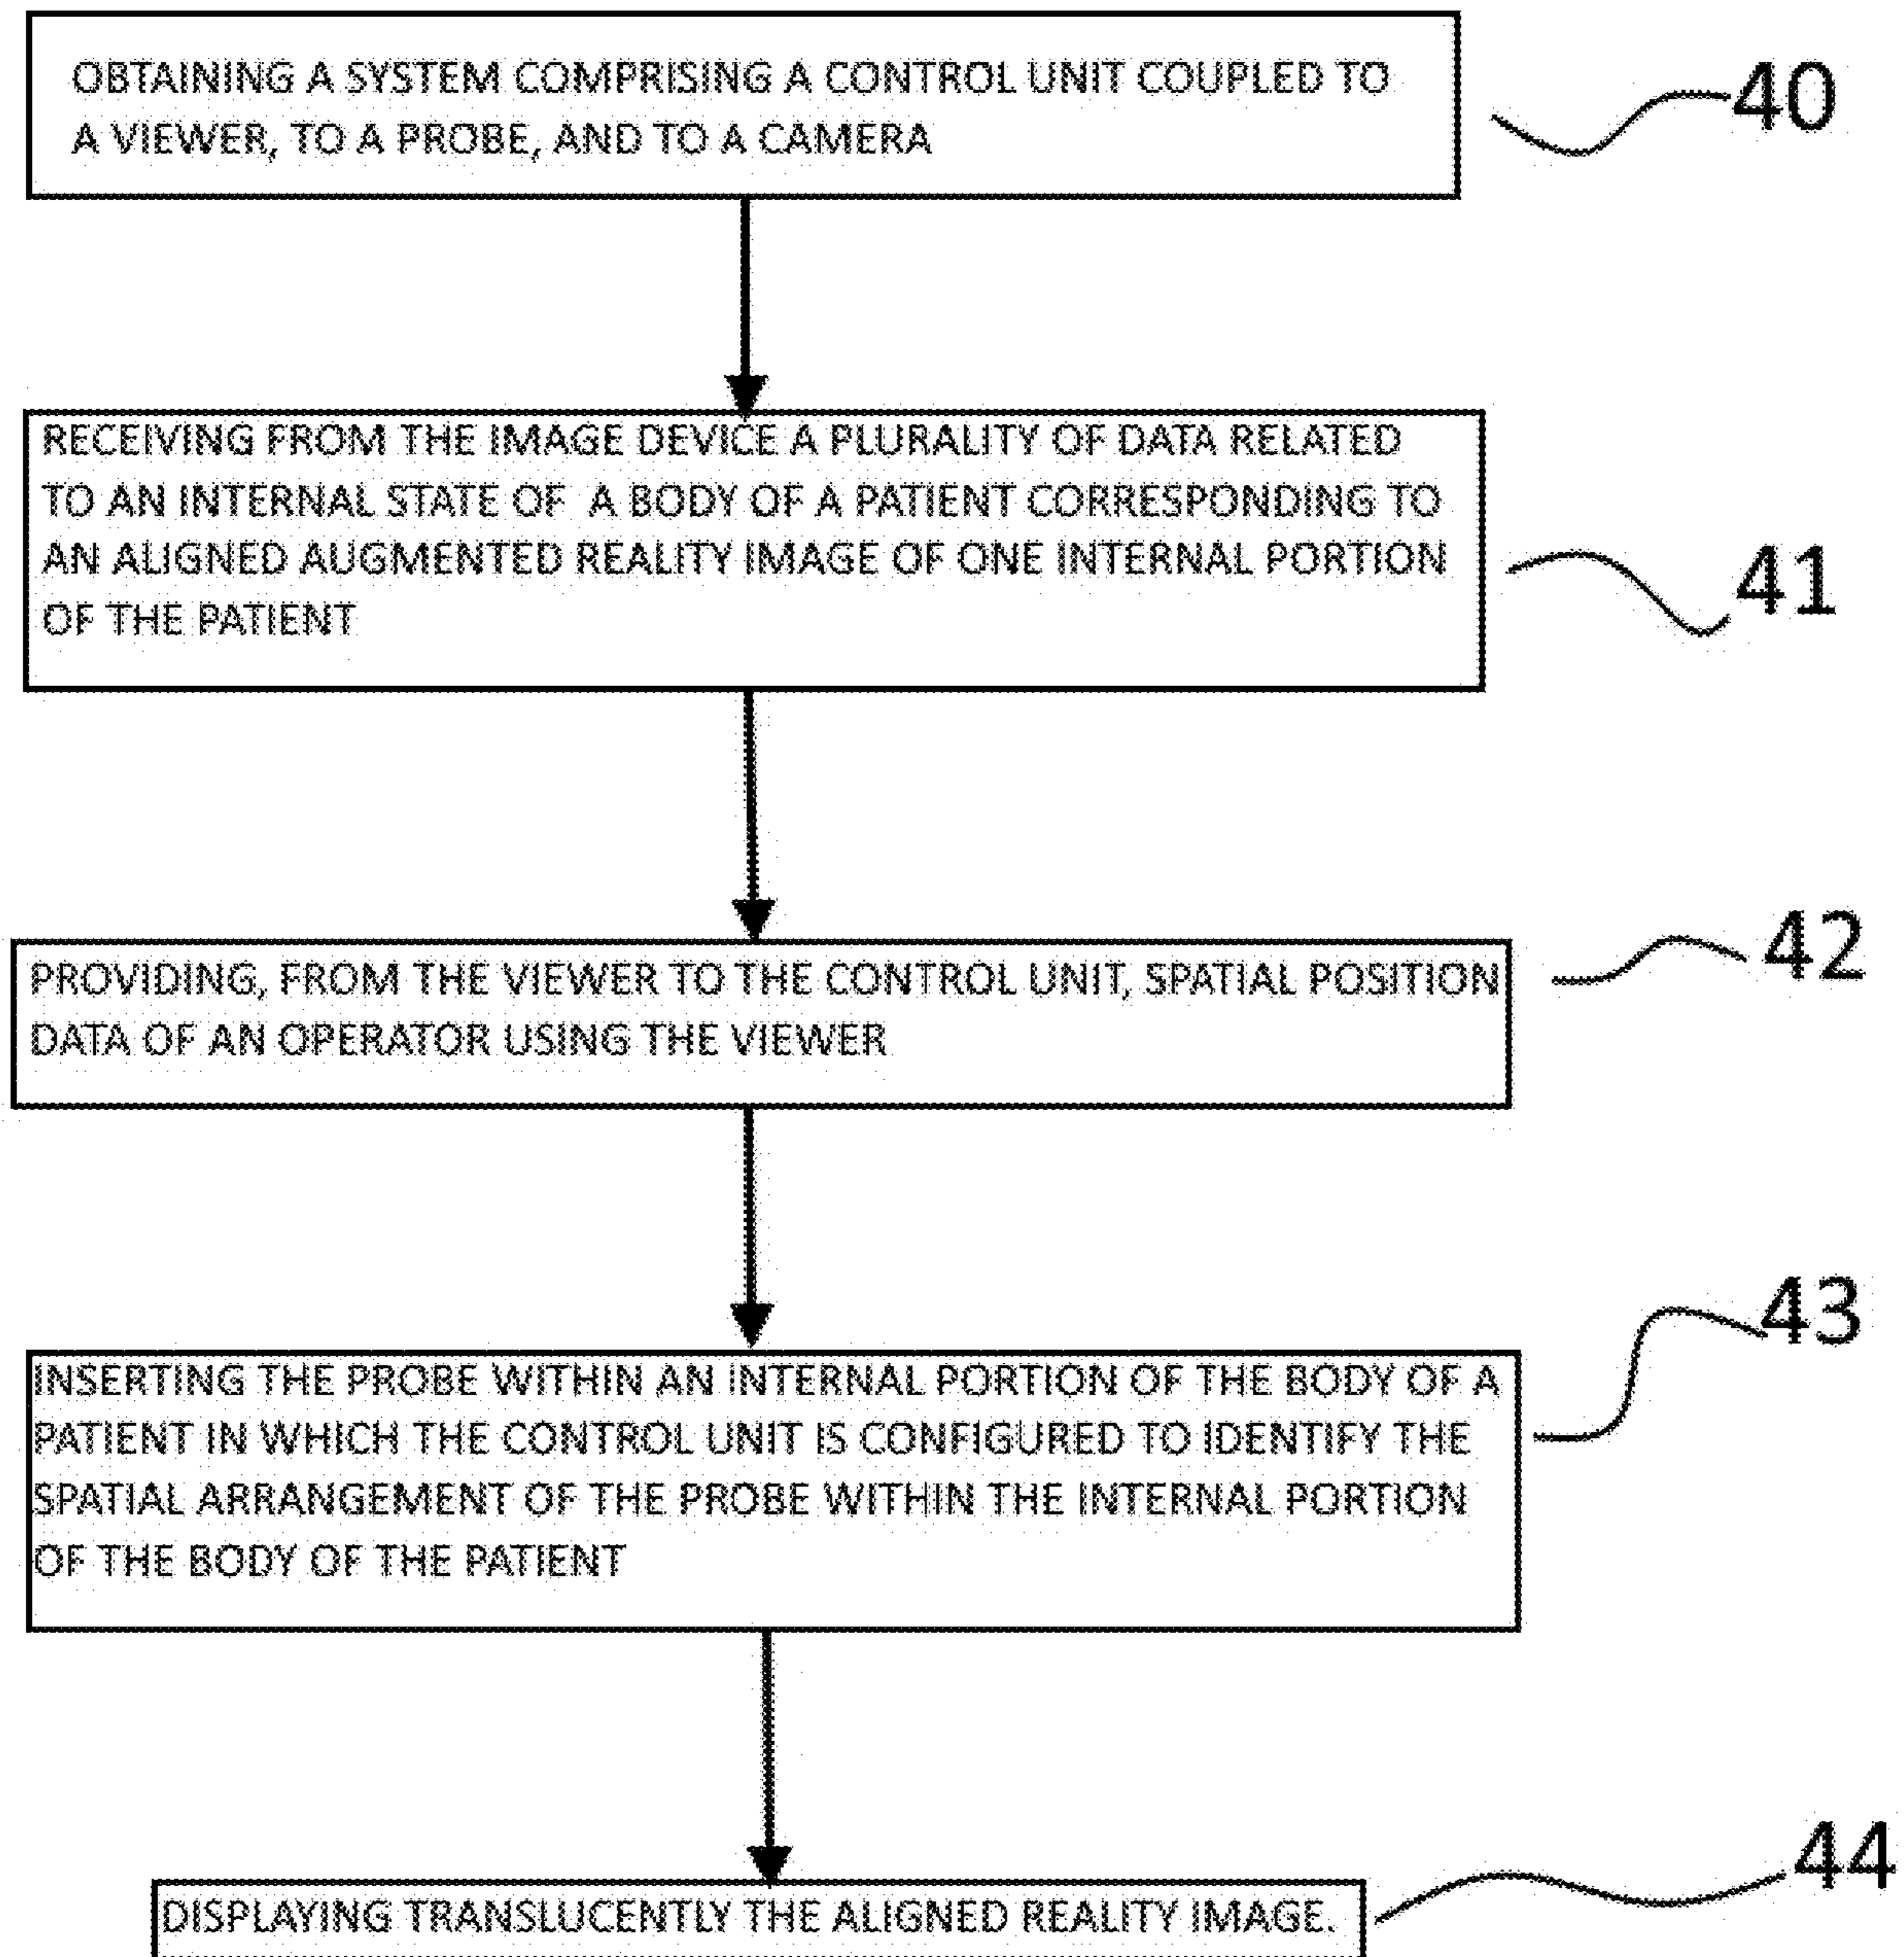 OBTAINING A SYSTEM COMPRISING A CONTROL UNIT COUPLED TO
A VIEWER, TO A PROBE, AND TO A CAMERA
40
RECEIVING FROM THE IMAGE DEVICE A PLURALITY OF DATA RELATED
TO AN INTERNAL STATE OF A BODY OF A PATIENT CORRESPONDING TO
AN ALIGNED AUGMENTED REALITY IMAGE OF ONE INTERNAL PORTION
OF THE PATIENT
41
PROVIDING, FROM THE VIEWER TO THE CONTROL UNIT, SPATIAL POSITION
DATA OF AN OPERATOR USING THE VIEWER
42
INSERTING THE PROBE WITHIN AN INTERNAL PORTION OF THE BODY OF A
PATIENT IN WHICH THE CONTROL UNIT IS CONFIGURED TO IDENTIFY THE
SPATIAL ARRANGEMENT OF THE PROBE WITHIN THE INTERNAL PORTION
OF THE BODY OF THE PATIENT
43
DISPLAYING TRANSLUCENTLY THE ALIGNED REALITY IMAGE.
44